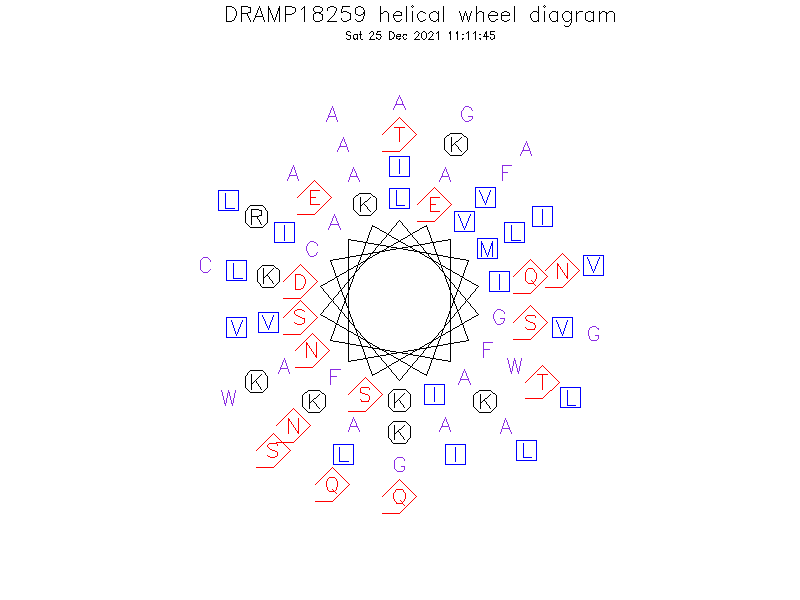 DRAMP18259 helical wheel diagram
Sat 25 Dec 2021 11:11:45
A
A G
T
A K A
I
A A A F
L E K L E V
R A V I
I L
C M
C L K Q N V
D I
S G S
V V V G
N F
A W
K F A T
W K S K I K L
N A K A A
S L I L
G
Q
Q